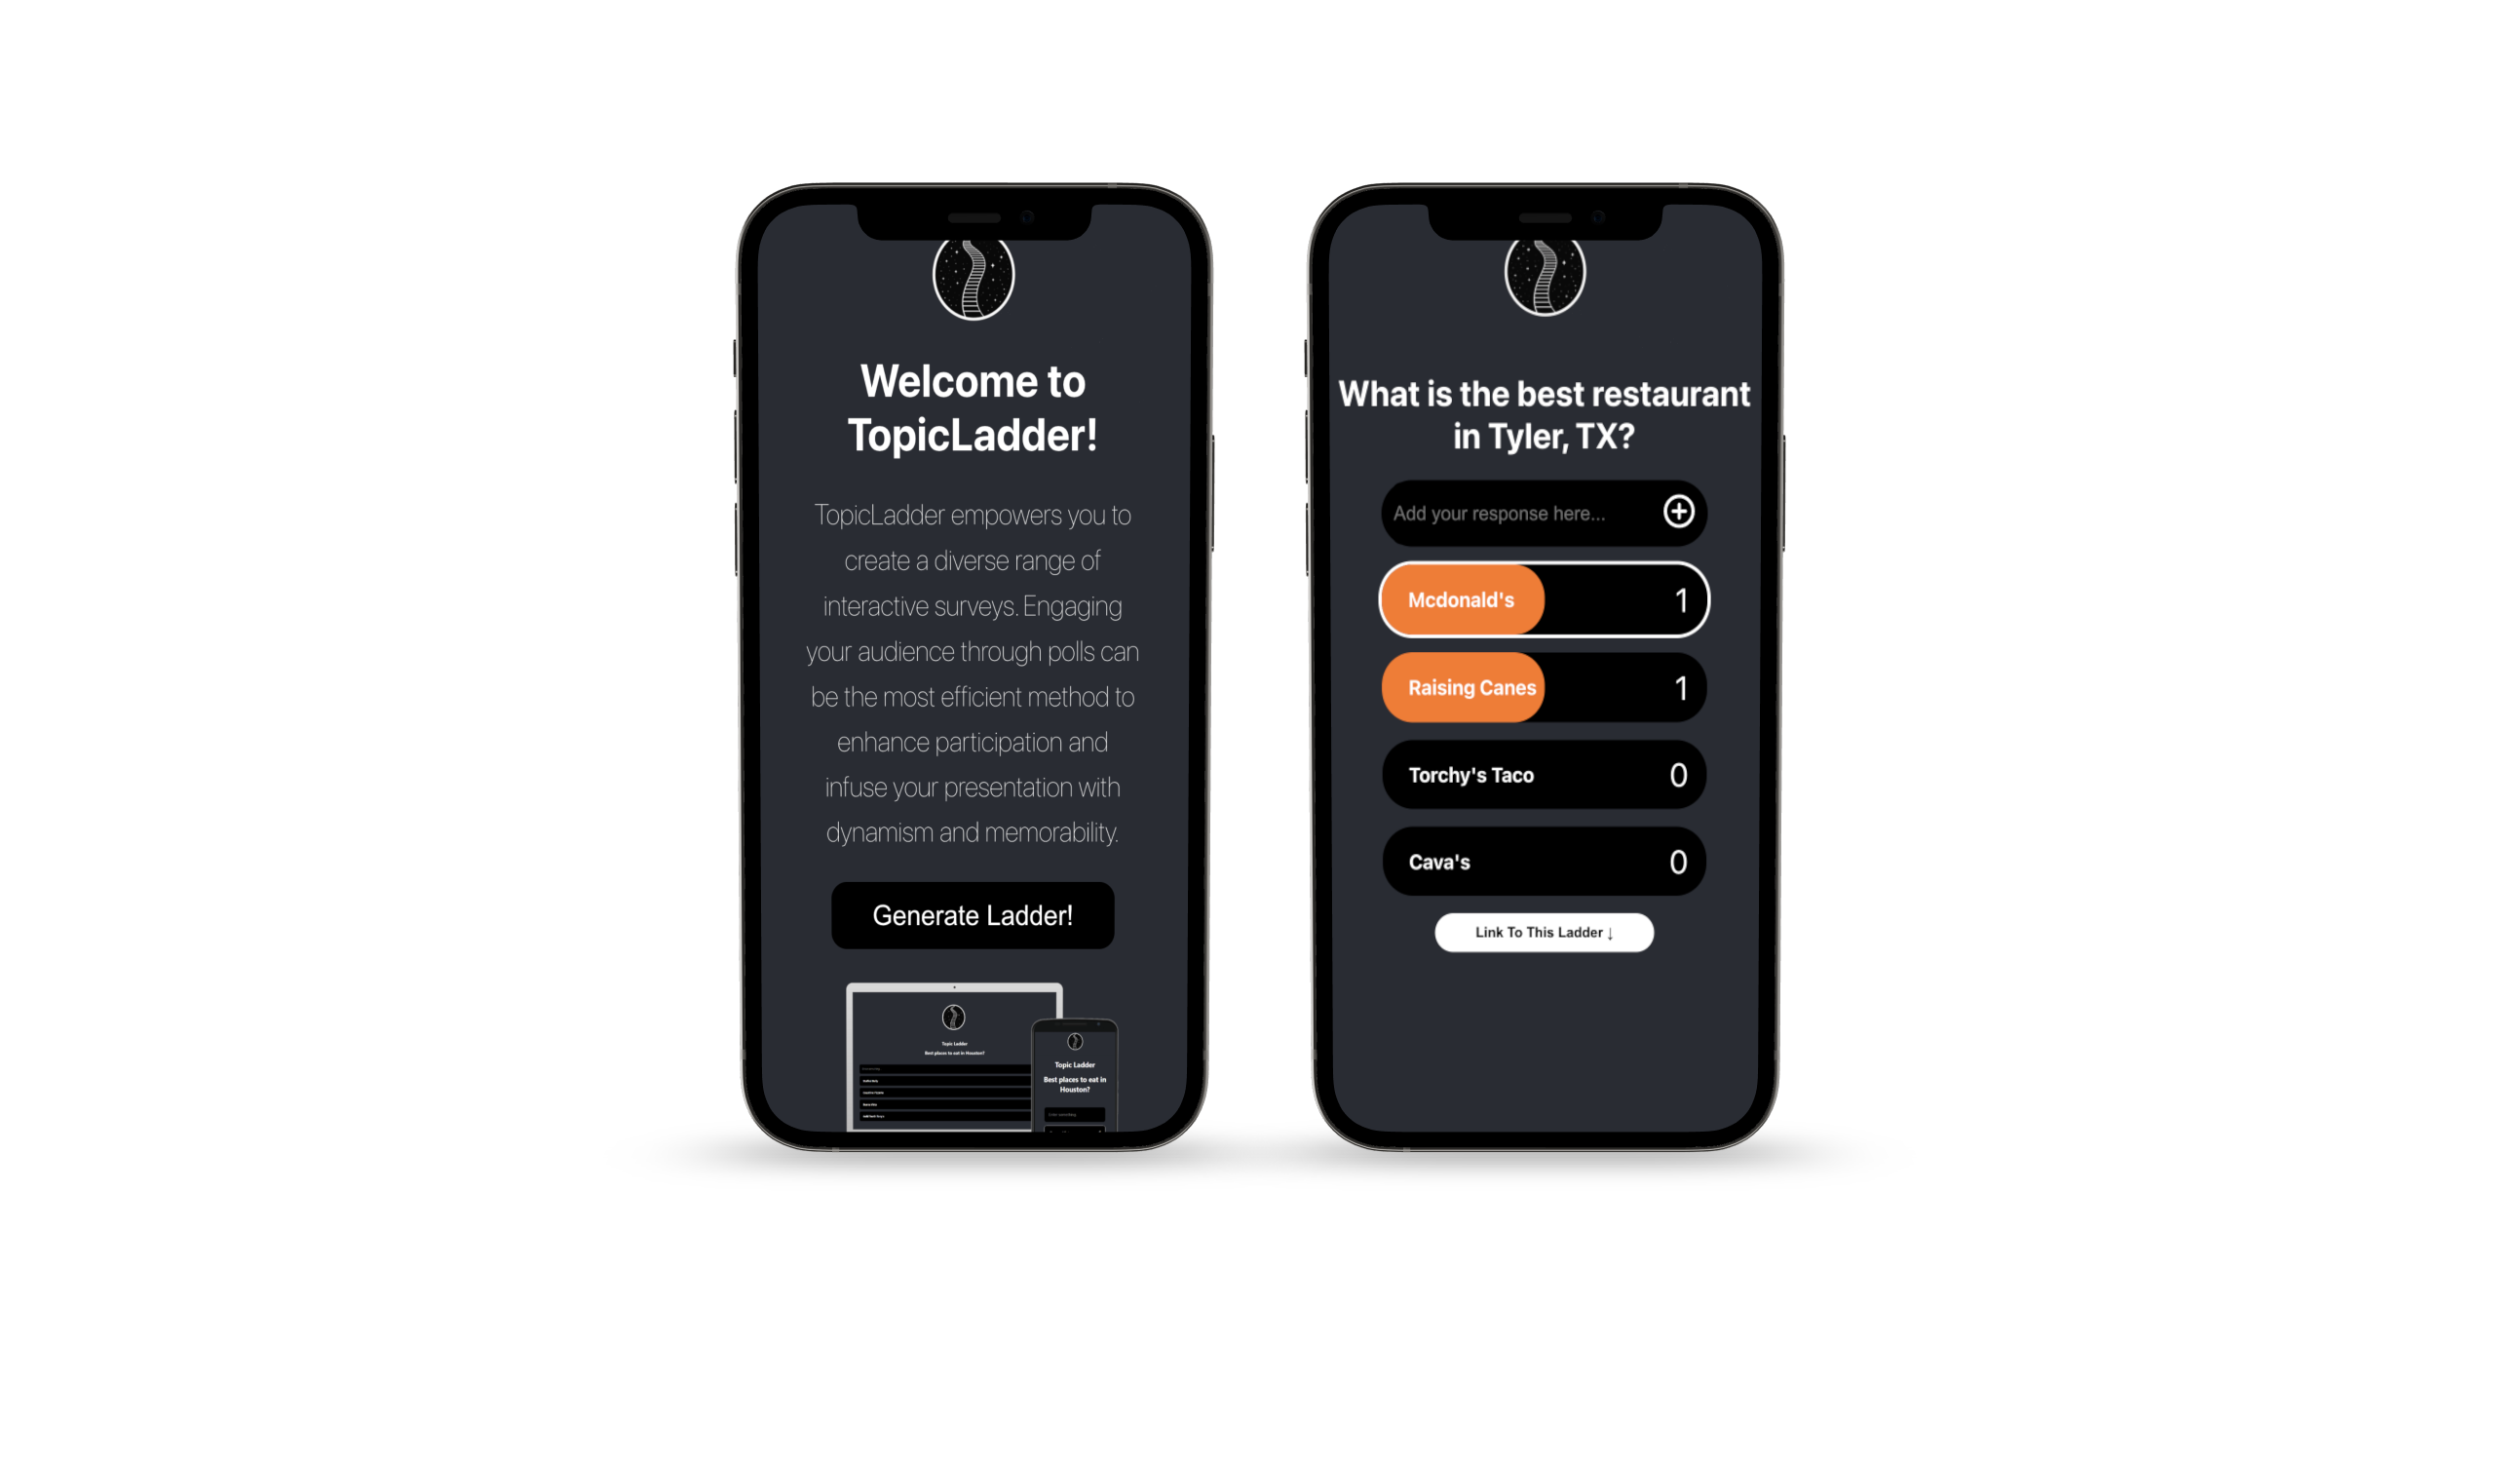 Welcome to
TopicLadder!
TopicLadder empowers you to
create a diverse range of
interactive surveys. Engaging
your audience through polls can
be the most efficient method to
enhance participation and
infuse your presentation with
dynamism and memorability.
Generate Ladder!
Topic Ladder
Best places to eat in Houston?
Topic Ladder
Best places to eat in
Houston?
What is the best restaurant
in Tyler, TX?
Add your response here...
Mcdonald's 1
Raising Canes 1
Torchy's Taco 0
Cava's 0
Link To This Ladder ↓